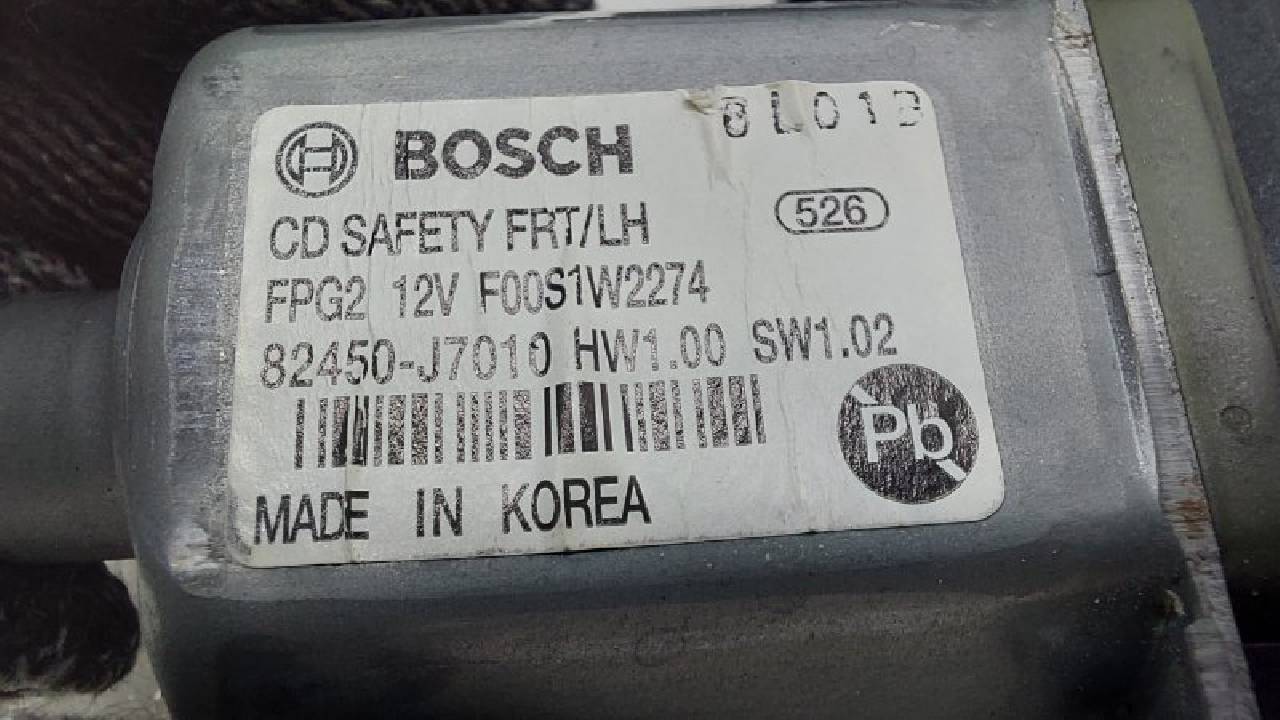 BOSCH
8L013
CD SAFETY FRT/LH
526
FPG2 12V F00S1W2274
82450-J7010 HW1.00 SW1.02
Pb
MADE IN KOREA